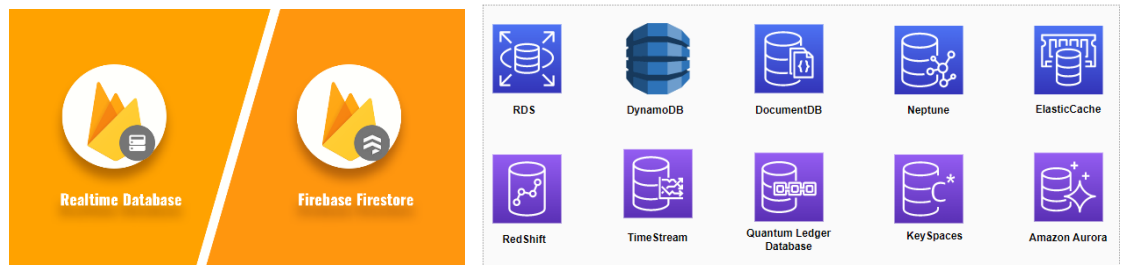 Realtime Database
Firebase Firestore
RDS
DynamoDB
DocumentDB
Neptune
ElasticCache
RedShift
TimeStream
Quantum Ledger
Database
KeySpaces
Amazon Aurora